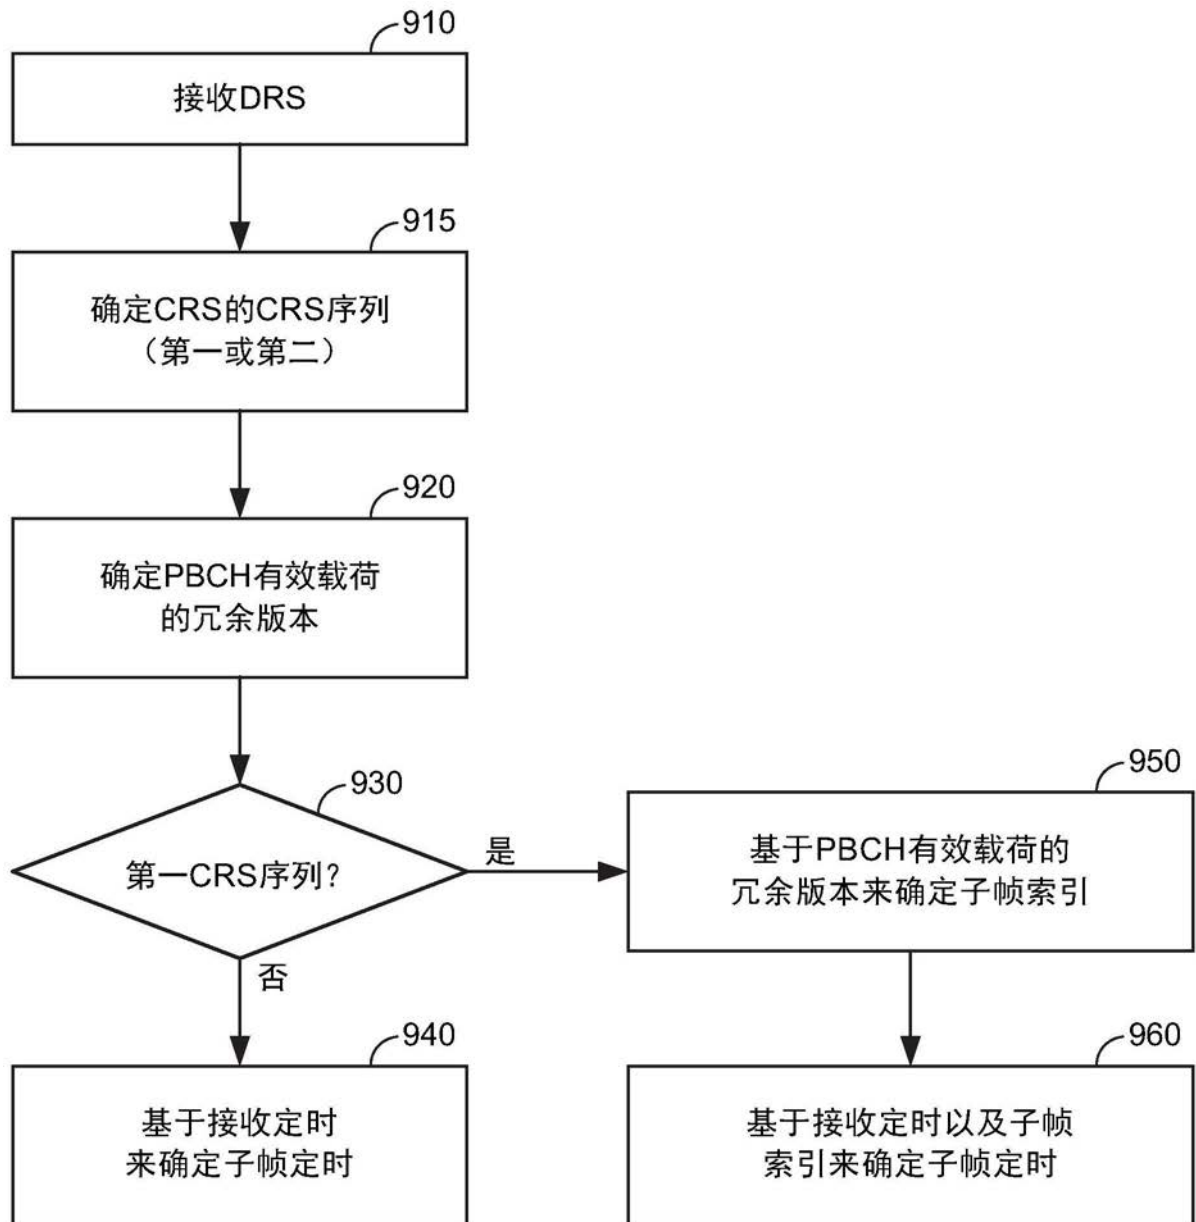 910
接收DRS
915
确定CRS的CRS序列
（第一或第二）
920
确定PBCH有效载荷
的冗余版本
930
第一CRS序列？
是
否
950
基于PBCH有效载荷的
冗余版本来确定子帧索引
940
基于接收定时
来确定子帧定时
960
基于接收定时以及子帧
索引来确定子帧定时